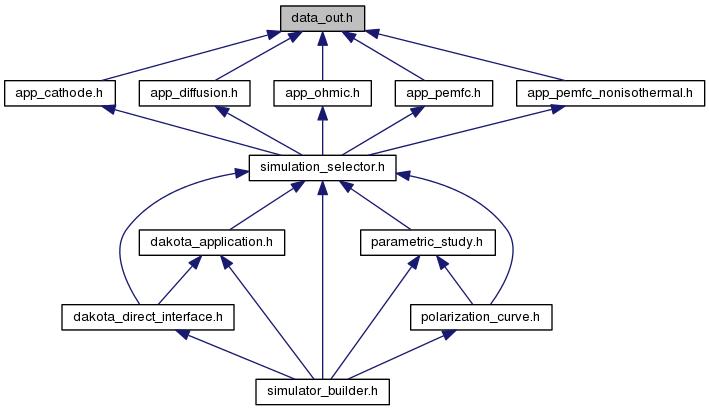 data_out.h
app_cathode.h
app_diffusion.h
app_ohmic.h
app_pemfc.h
app_pemfc_nonisothermal.h
simulation_selector.h
dakota_application.h
parametric_study.h
dakota_direct_interface.h
polarization_curve.h
simulator_builder.h